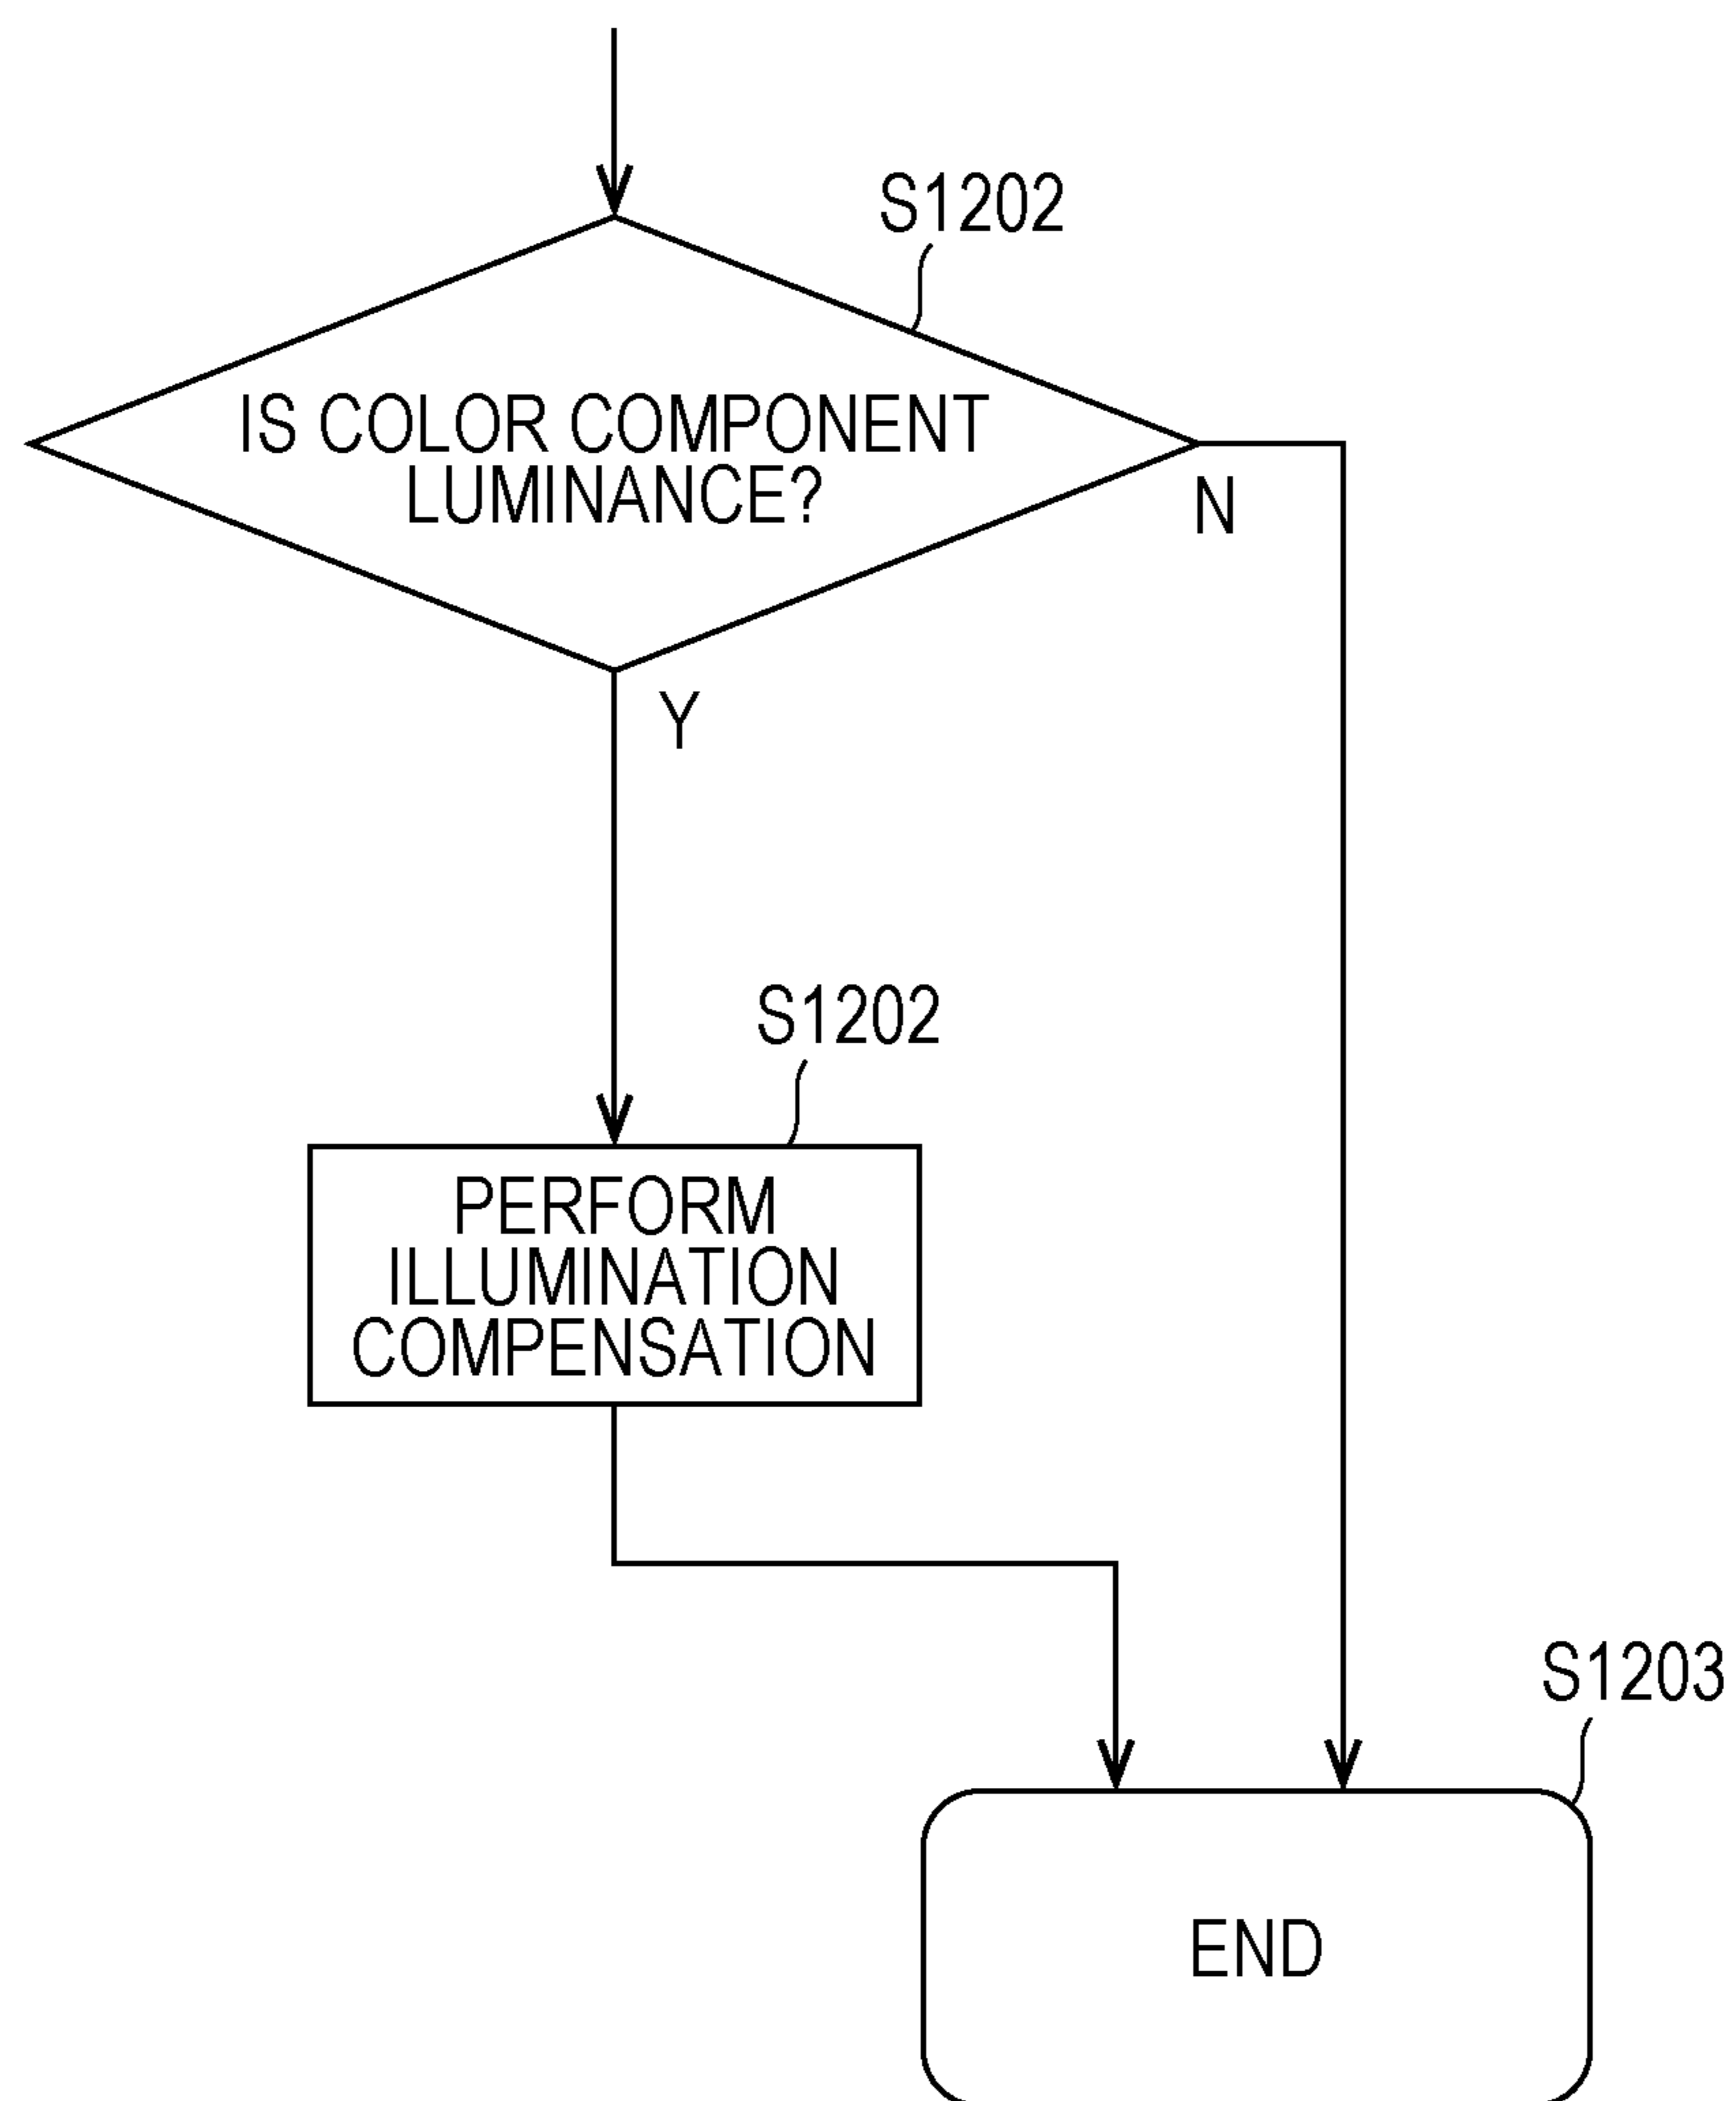 S1202
IS COLOR COMPONENT
LUMINANCE?
N
Y
S1202
PERFORM
ILLUMINATION
COMPENSATION
S1203
END